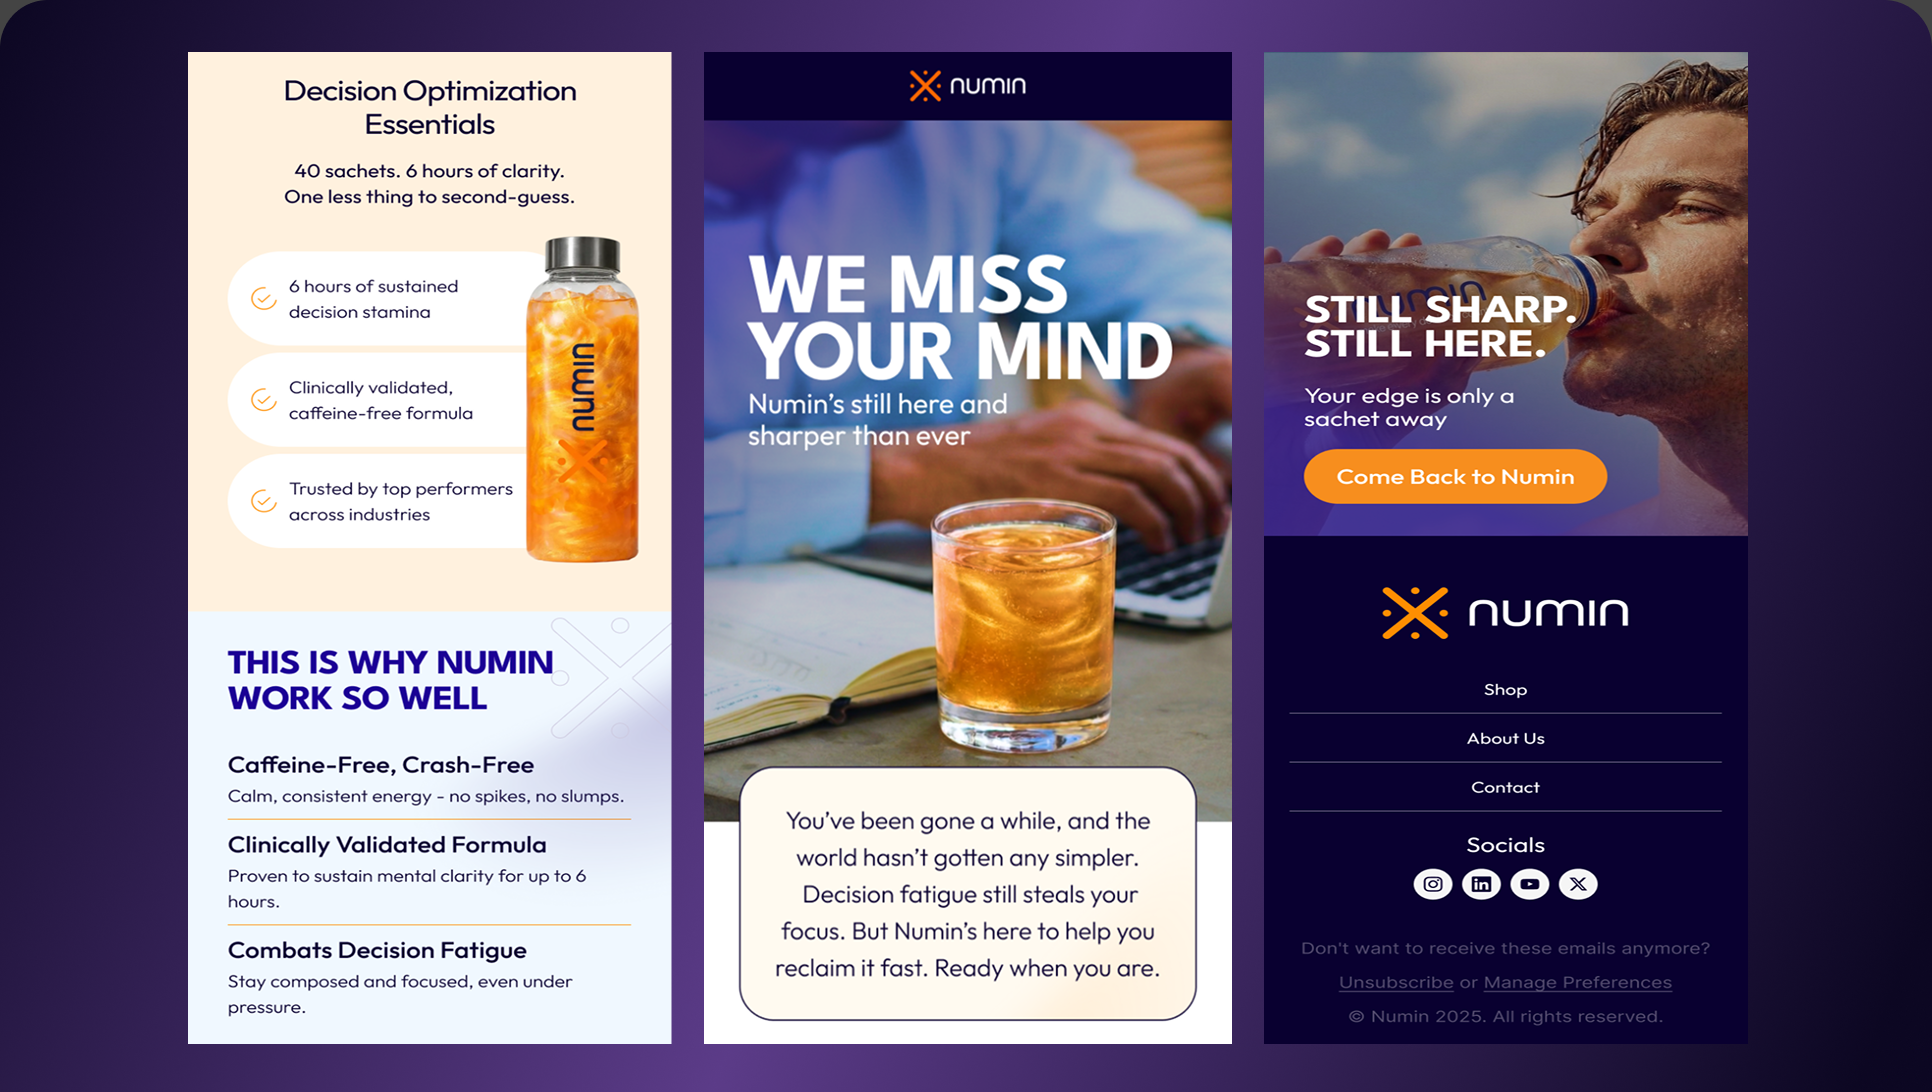 Decision Optimization
Essentials
40 sachets. 6 hours of clarity.
One less thing to second-guess.
6 hours of sustained
decision stamina
Clinically validated,
caffeine-free formula
Trusted by top performers
across industries
numin
THIS IS WHY NUMIN
WORK SO WELL
Caffeine-Free, Crash-Free
Calm, consistent energy - no spikes, no slumps.
Clinically Validated Formula
Proven to sustain mental clarity for up to 6
hours.
Combats Decision Fatigue
Stay composed and focused, even under
pressure.
numin
WE MISS
YOUR MIND
Numin's still here and
sharper than ever
You've been gone a while, and the
world hasn't gotten any simpler.
Decision fatigue still steals your
focus. But Numin's here to help you
reclaim it fast. Ready when you are.
numin
STILL SHARP.
STILL HERE.
Your edge is only a
sachet away
Come Back to Numin
numin
Shop
About Us
Contact
Socials
Don't want to receive these emails anymore?
Unsubscribe or Manage Preferences
© Numin 2025. All rights reserved.